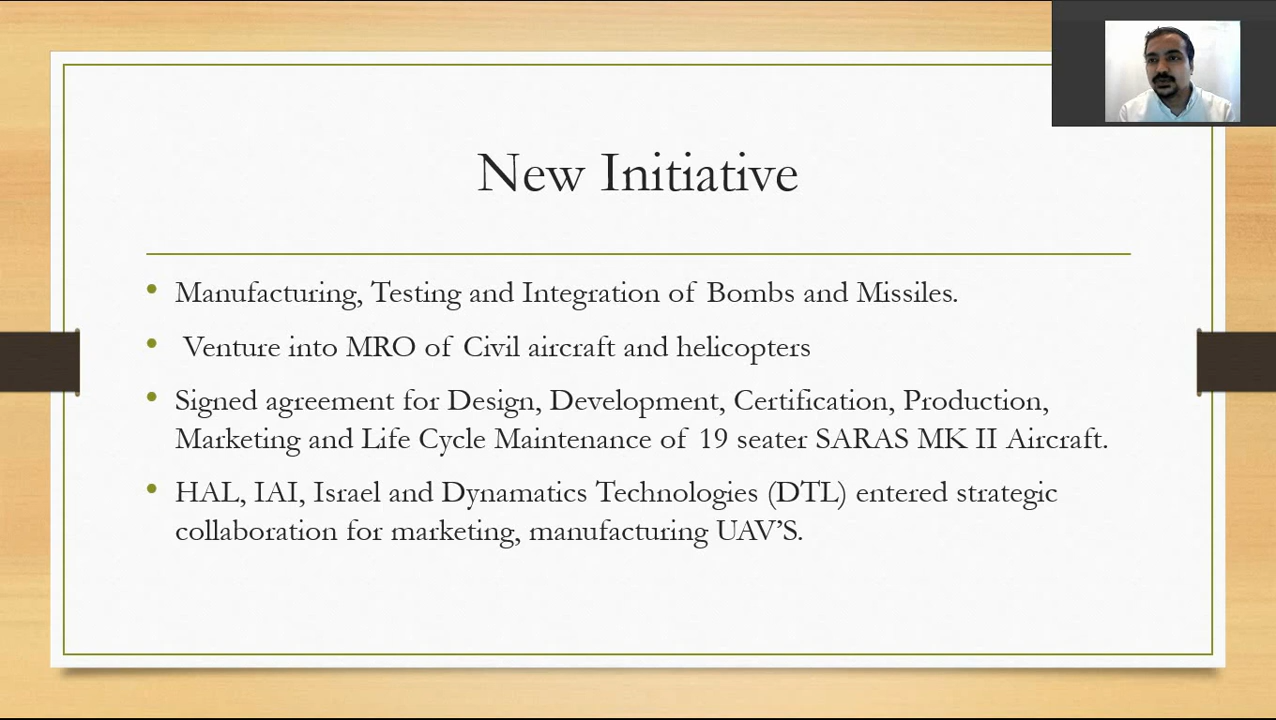 New Initiative
• Manufacturing, Testing and Integration of Bombs and Missiles.
• Venture into MRO of Civil aircraft and helicopters
• Signed agreement for Design, Development, Certification, Production,
Marketing and Life Cycle Maintenance of 19 seater SARAS MK II Aircraft.
• HAL, IAI, Israel and Dynamatics Technologies (DTL) entered strategic
collaboration for marketing, manufacturing UAV’S.